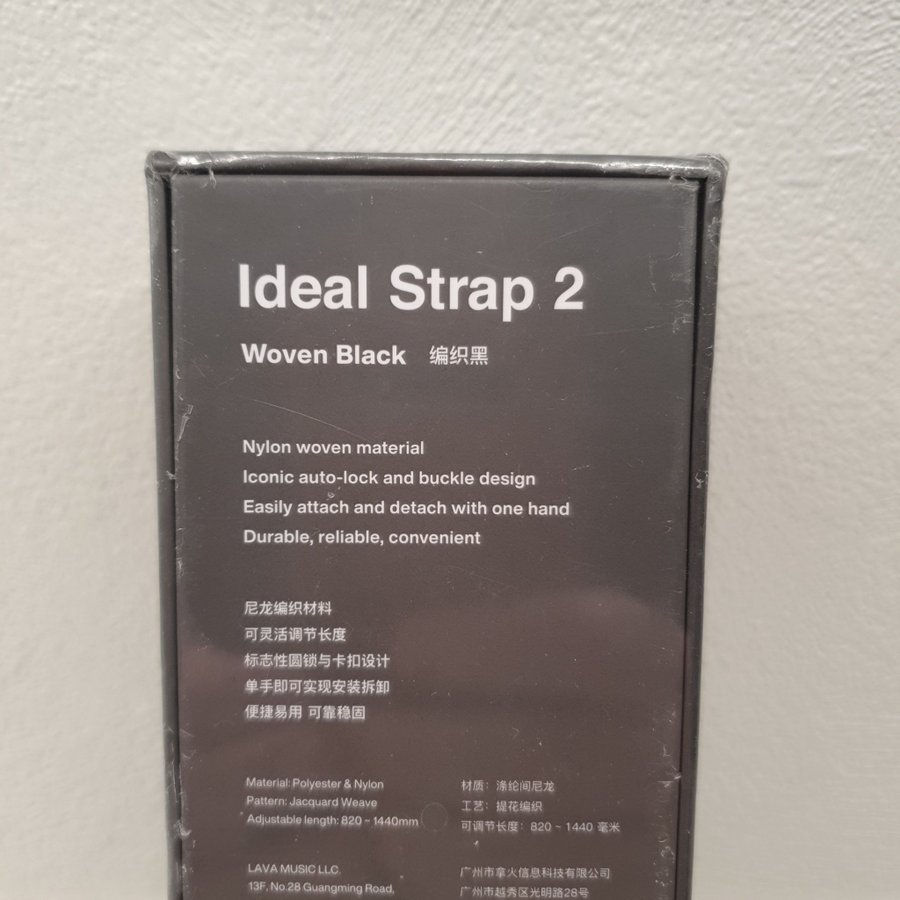 Ideal Strap 2
Woven Black 编织黑
Nylon woven material
Iconic auto-lock and buckle design
Easily attach and detach with one hand
Durable, reliable, convenient
尼龙编织材料
可灵活调节长度
标志性圆锁与卡扣设计
单手即可实现安装拆卸
便捷易用 可靠稳固
Material: Polyester & Nylon
Pattern: Jacquard Weave
Adjustable length: 820 ~ 1440mm
材质：涤纶间尼龙
工艺：提花编织
可调节长度：820 ~ 1440 毫米
LAVA MUSIC LLC
13F, No.28 Guangming Road,
广州市拿火信息科技有限公司
广州市越秀区光明路28号